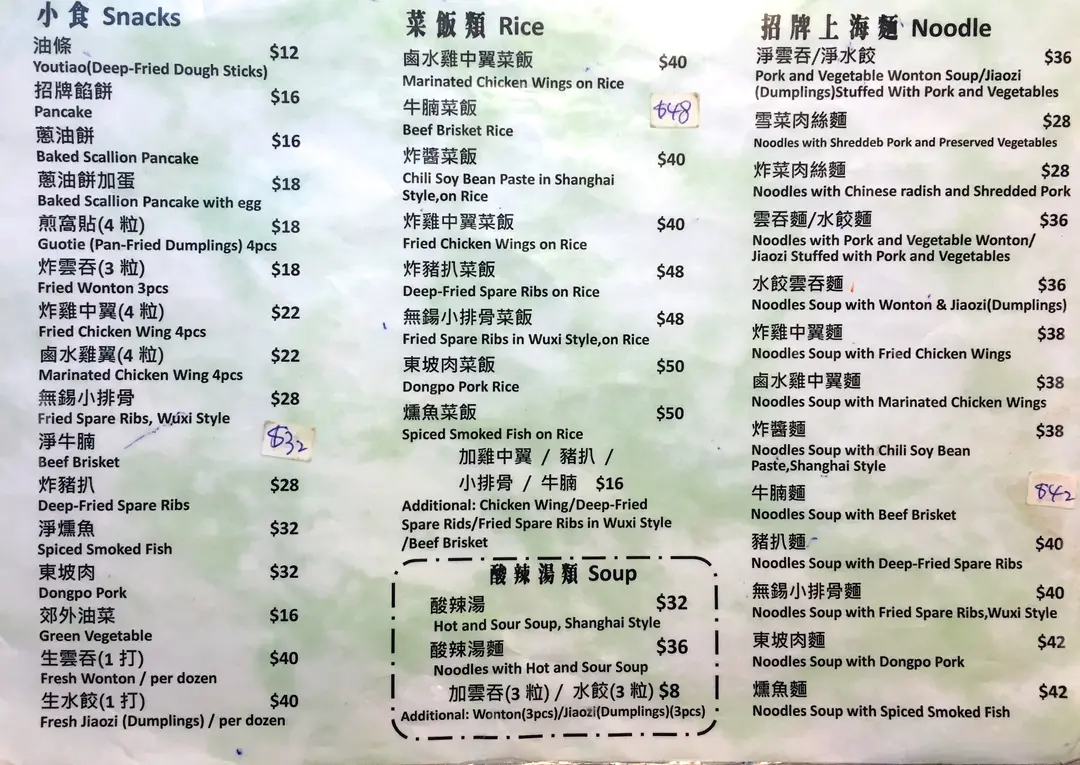 小食 Snacks
油條 $12
Youtiao(Deep-Fried Dough Sticks)
招牌餡餅 $16
Pancake
蔥油餅 $16
Baked Scallion Pancake
蔥油餅加蛋 $18
Baked Scallion Pancake with egg
煎窩貼(4 粒) $18
Guotie (Pan-Fried Dumplings) 4pcs
炸雲吞(3 粒) $18
Fried Wonton 3pcs
炸雞中翼(4 粒) $22
Fried Chicken Wing 4pcs
鹵水雞翼(4 粒) $22
Marinated Chicken Wing 4pcs
無錫小排骨 $28
Fried Spare Ribs, Wuxi Style
淨牛腩 $32
Beef Brisket
炸豬扒 $28
Deep-Fried Spare Ribs
淨燻魚 $32
Spiced Smoked Fish
東坡肉 $32
Dongpo Pork
郊外油菜 $16
Green Vegetable
生雲吞(1 打) $40
Fresh Wonton / per dozen
生水餃(1 打) $40
Fresh Jiaozi (Dumplings) / per dozen
菜飯類 Rice
鹵水雞中翼菜飯 $40
Marinated Chicken Wings on Rice
牛腩菜飯 $48
Beef Brisket Rice
炸醬菜飯 $40
Chili Soy Bean Paste in Shanghai
Style,on Rice
炸雞中翼菜飯 $40
Fried Chicken Wings on Rice
炸豬扒菜飯 $48
Deep-Fried Spare Ribs on Rice
無錫小排骨菜飯 $48
Fried Spare Ribs in Wuxi Style,on Rice
東坡肉菜飯 $50
Dongpo Pork Rice
燻魚菜飯 $50
Spiced Smoked Fish on Rice
加雞中翼 / 豬扒 /
小排骨 / 牛腩 $16
Additional: Chicken Wing/Deep-Fried
Spare Rids/Fried Spare Ribs in Wuxi Style
/Beef Brisket
酸辣湯類 Soup
酸辣湯 $32
Hot and Sour Soup, Shanghai Style
酸辣湯麵 $36
Noodles with Hot and Sour Soup
加雲吞(3 粒) / 水餃(3 粒) $8
Additional: Wonton(3pcs)/Jiaozi(Dumplings)(3pcs)
招牌上海麵 Noodle
淨雲吞/淨水餃 $36
Pork and Vegetable Wonton Soup/Jiaozi
(Dumplings)Stuffed With Pork and Vegetables
雪菜肉絲麵 $28
Noodles with Shreddeb Pork and Preserved Vegetables
炸菜肉絲麵 $28
Noodles with Chinese radish and Shredded Pork
雲吞麵/水餃麵 $36
Noodles with Pork and Vegetable Wonton/
Jiaozi Stuffed with Pork and Vegetables
水餃雲吞麵 $36
Noodles Soup with Wonton & Jiaozi(Dumplings)
炸雞中翼麵 $38
Noodles Soup with Fried Chicken Wings
鹵水雞中翼麵 $38
Noodles Soup with Marinated Chicken Wings
炸醬麵 $38
Noodles Soup with Chili Soy Bean
Paste,Shanghai Style
牛腩麵 $42
Noodles Soup with Beef Brisket
豬扒麵 $40
Noodles Soup with Deep-Fried Spare Ribs
無錫小排骨麵 $40
Noodles Soup with Fried Spare Ribs,Wuxi Style
東坡肉麵 $42
Noodles Soup with Dongpo Pork
燻魚麵 $42
Noodles Soup with Spiced Smoked Fish